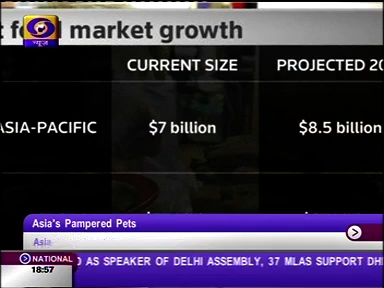 market growth
न्यूज़
CURRENT SIZE PROJECTED 20
ASIA-PACIFIC $7 billion $8.5 billion
Asia's Pampered Pets
Asia
NATIONAL
18:57
AS SPEAKER OF DELHI ASSEMBLY, 37 MLAS SUPPORT DH